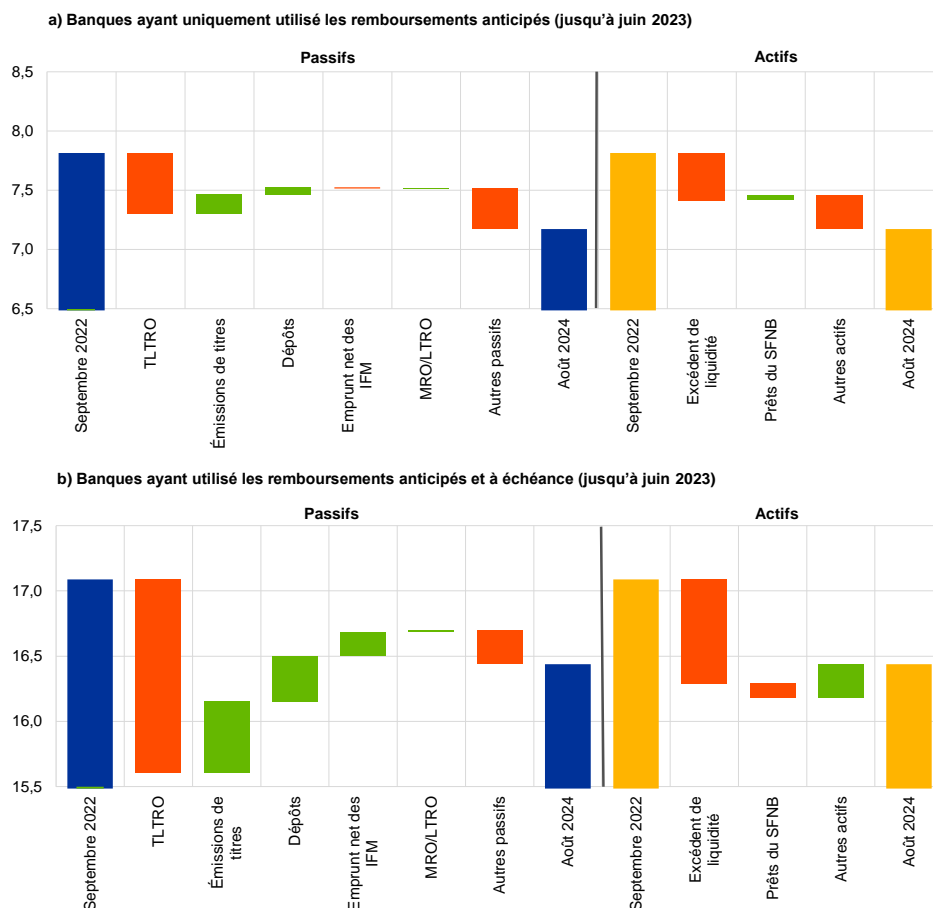 a) Banques ayant uniquement utilisé les remboursements anticipés (jusqu'à juin 2023)
Passifs
Actifs
8,5
8,0
7,5
7,0
6,5
Septembre 2022
TLTRO
Émissions de titres
Dépôts
Emprunt net des
IFM
MRO/LTRO
Autres passifs
Août 2024
Septembre 2022
Excédent de
liquidité
Prêts du SFNB
Autres actifs
Août 2024
b) Banques ayant utilisé les remboursements anticipés et à échéance (jusqu'à juin 2023)
Passifs
Actifs
17,5
17,0
16,5
16,0
15,5
Septembre 2022
TLTRO
Émissions de
titres
Dépôts
Emprunt net des
IFM
MRO/LTRO
Autres passifs
Août 2024
Septembre 2022
Excédent de
liquidité
Prêts du SFNB
Autres actifs
Août 2024